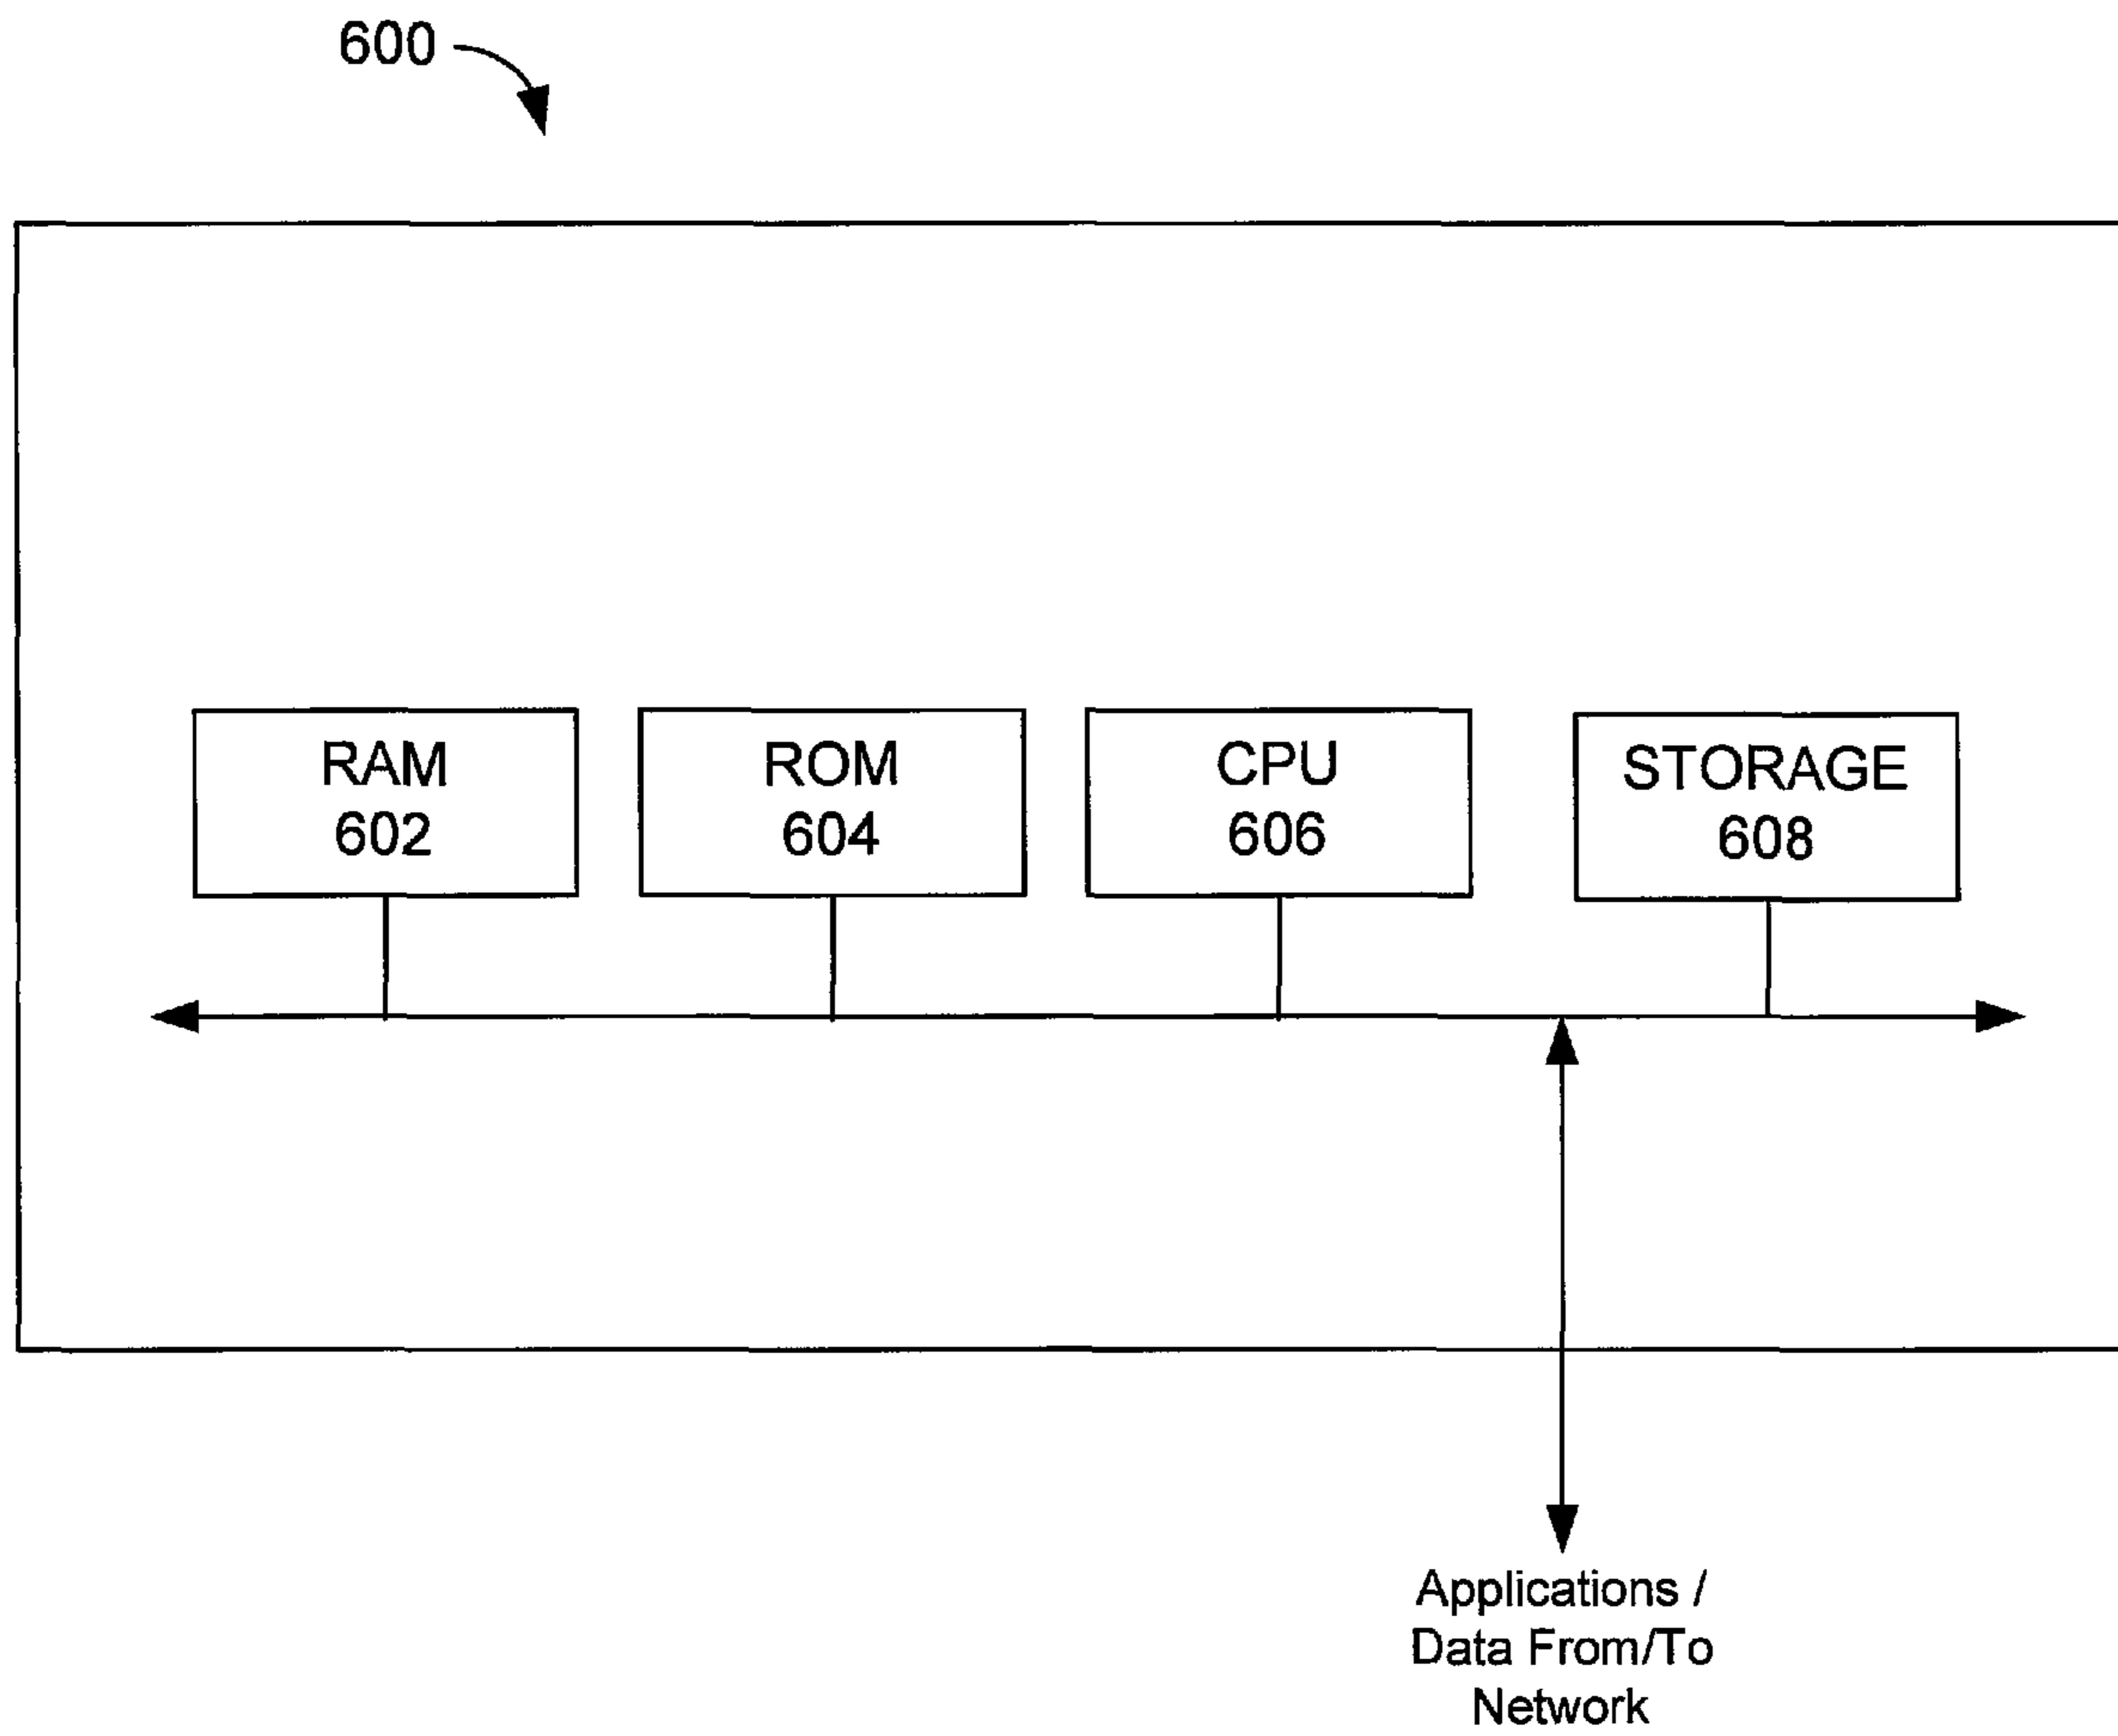 600
RAM
602
ROM
604
CPU
606
STORAGE
608
Applications /
Data From/To
Network